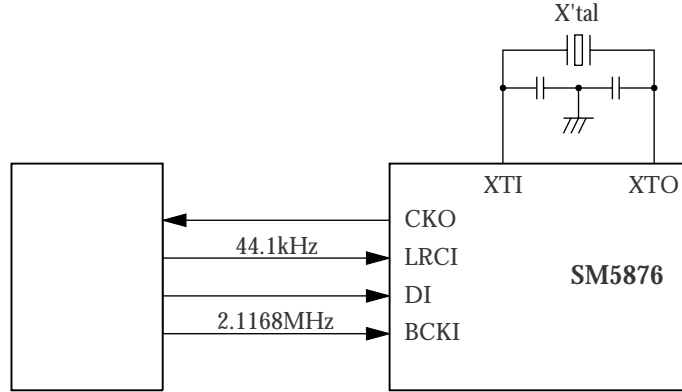 X'tal
XTI XTO
CKO
44.1kHz LRCI
SM5876
DI
2.1168MHz BCKI